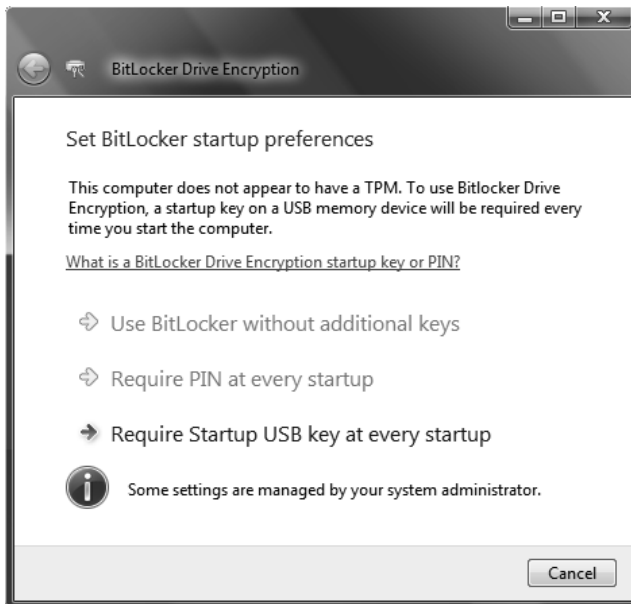 BitLocker Drive Encryption
Set BitLocker startup preferences
This computer does not appear to have a TPM. To use Bitlocker Drive
Encryption, a startup key on a USB memory device will be required every
time you start the computer.
What is a BitLocker Drive Encryption startup key or PIN?
Use BitLocker without additional keys
Require PIN at every startup
Require Startup USB key at every startup
Some settings are managed by your system administrator.
Cancel